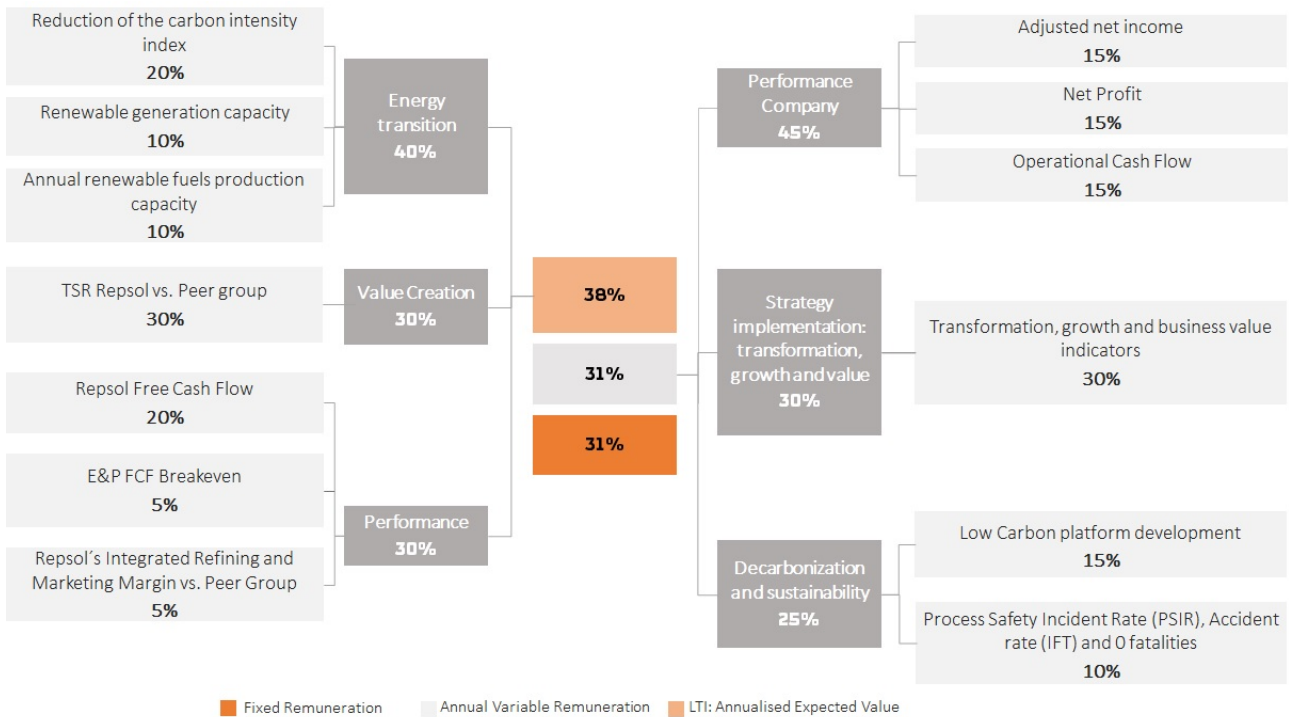 Reduction of the carbon intensity
index
20%
Renewable generation capacity
10%
Annual renewable fuels production
capacity
10%
Energy
transition
40%
TSR Repsol vs. Peer group
30%
Value Creation
30%
Repsol Free Cash Flow
20%
E&P FCF Breakeven
5%
Repsol´s Integrated Refining and
Marketing Margin vs. Peer Group
5%
Performance
30%
38%
31%
31%
Performance
Company
45%
Adjusted net income
15%
Net Profit
15%
Operational Cash Flow
15%
Strategy
implementation:
transformation,
growth and value
30%
Transformation, growth and business value
indicators
30%
Decarbonization
and sustainability
25%
Low Carbon platform development
15%
Process Safety Incident Rate (PSIR), Accident
rate (IFT) and 0 fatalities
10%
Fixed Remuneration
Annual Variable Remuneration
LTI: Annualised Expected Value